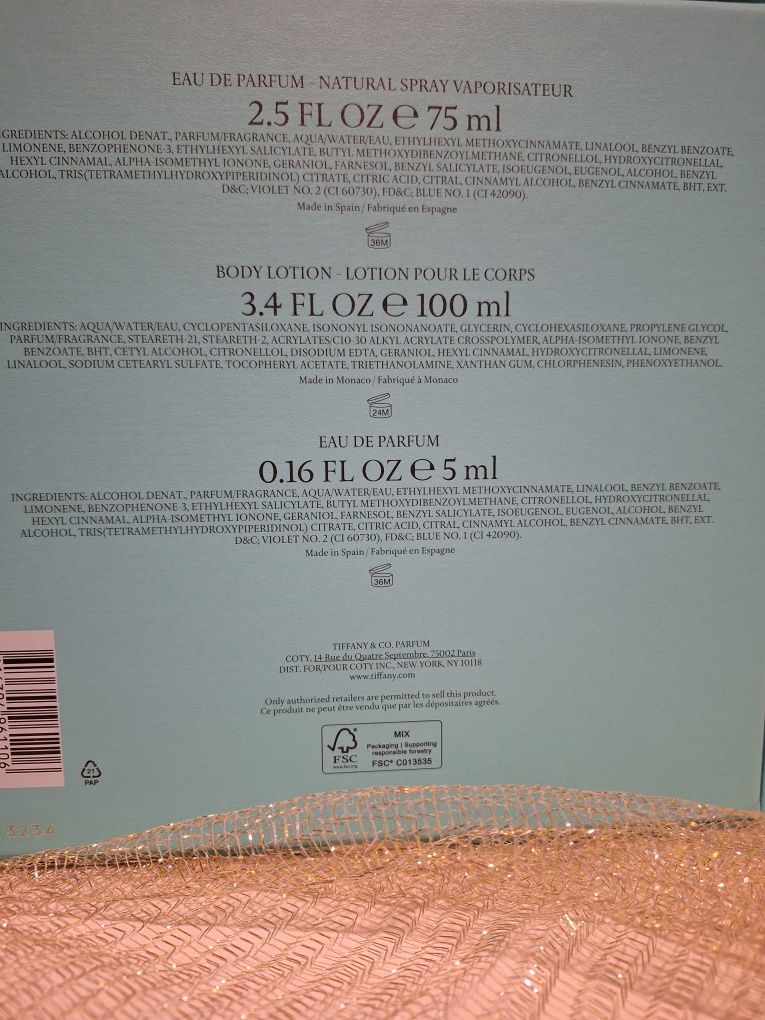 EAU DE PARFUM - NATURAL SPRAY VAPORISATEUR
2.5 FL OZ ℮ 75 ml
GREDIENTS: ALCOHOL DENAT., PARFUM/FRAGRANCE, AQUA/WATER/EAU, ETHYLHEXYL METHOXYCINNAMATE, LINALOOL, BENZYL BENZOATE,
LIMONENE, BENZOPHENONE-3, ETHYLHEXYL SALICYLATE, BUTYL METHOXYDIBENZOYLMETHANE, CITRONELLOL, HYDROXYCITRONELLAL,
HEXYL CINNAMAL, ALPHA-ISOMETHYL IONONE, GERANIOL, FARNESOL, BENZYL SALICYLATE, ISOEUGENOL, EUGENOL, ALCOHOL, BENZYL
ALCOHOL, TRIS(TETRAMETHYLHYDROXYPIPERIDINOL) CITRATE, CITRIC ACID, CITRAL, CINNAMYL ALCOHOL, BENZYL CINNAMATE, BHT, EXT.
D&C; VIOLET NO. 2 (CI 60730), FD&C; BLUE NO. 1 (CI 42090).
Made in Spain / Fabriqué en Espagne
36M
BODY LOTION - LOTION POUR LE CORPS
3.4 FL OZ ℮ 100 ml
INGREDIENTS: AQUA/WATER/EAU, CYCLOPENTASILOXANE, ISONONYL ISONONANOATE, GLYCERIN, CYCLOHEXASILOXANE, PROPYLENE GLYCOL,
PARFUM/FRAGRANCE, STEARETH-21, STEARETH-2, ACRYLATES/C10-30 ALKYL ACRYLATE CROSSPOLYMER, ALPHA-ISOMETHYL IONONE, BENZYL
BENZOATE, BHT, CETYL ALCOHOL, CITRONELLOL, DISODIUM EDTA, GERANIOL, HEXYL CINNAMAL, HYDROXYCITRONELLAL, LIMONENE,
LINALOOL, SODIUM CETEARYL SULFATE, TOCOPHERYL ACETATE, TRIETHANOLAMINE, XANTHAN GUM, CHLORPHENESIN, PHENOXYETHANOL.
Made in Monaco / Fabriqué à Monaco
24M
EAU DE PARFUM
0.16 FL OZ ℮ 5 ml
INGREDIENTS: ALCOHOL DENAT., PARFUM/FRAGRANCE, AQUA/WATER/EAU, ETHYLHEXYL METHOXYCINNAMATE, LINALOOL, BENZYL BENZOATE,
LIMONENE, BENZOPHENONE-3, ETHYLHEXYL SALICYLATE, BUTYL METHOXYDIBENZOYLMETHANE, CITRONELLOL, HYDROXYCITRONELLAL,
HEXYL CINNAMAL, ALPHA-ISOMETHYL IONONE, GERANIOL, FARNESOL, BENZYL SALICYLATE, ISOEUGENOL, EUGENOL, ALCOHOL, BENZYL
ALCOHOL, TRIS(TETRAMETHYLHYDROXYPIPERIDINOL) CITRATE, CITRIC ACID, CITRAL, CINNAMYL ALCOHOL, BENZYL CINNAMATE, BHT, EXT.
D&C; VIOLET NO. 2 (CI 60730), FD&C; BLUE NO. 1 (CI 42090).
Made in Spain / Fabriqué en Espagne
36M
TIFFANY & CO. PARFUM
COTY, 14 Rue du Quatre Septembre, 75002 Paris
DIST. FOR/POUR COTY INC., NEW YORK, NY 10118
www.tiffany.com
Only authorized retailers are permitted to sell this product.
Ce produit ne peut être vendu que par les dépositaires agréés.
FSC
www.fsc.org
MIX
Packaging | Supporting
responsible forestry
FSC® C013535
21
PAP
3234